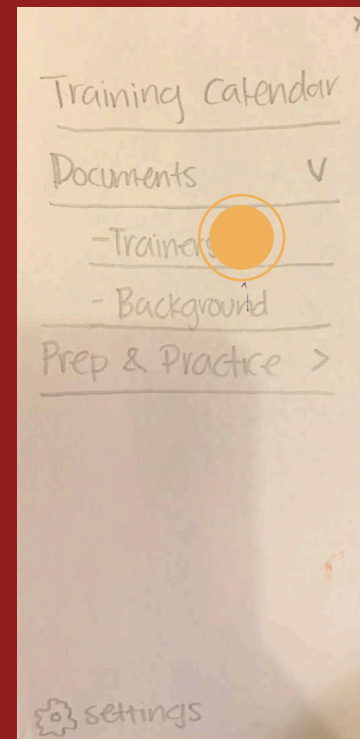 Training Calendar
Documents V
- Trainers
- Background
Prep & Practice >
settings